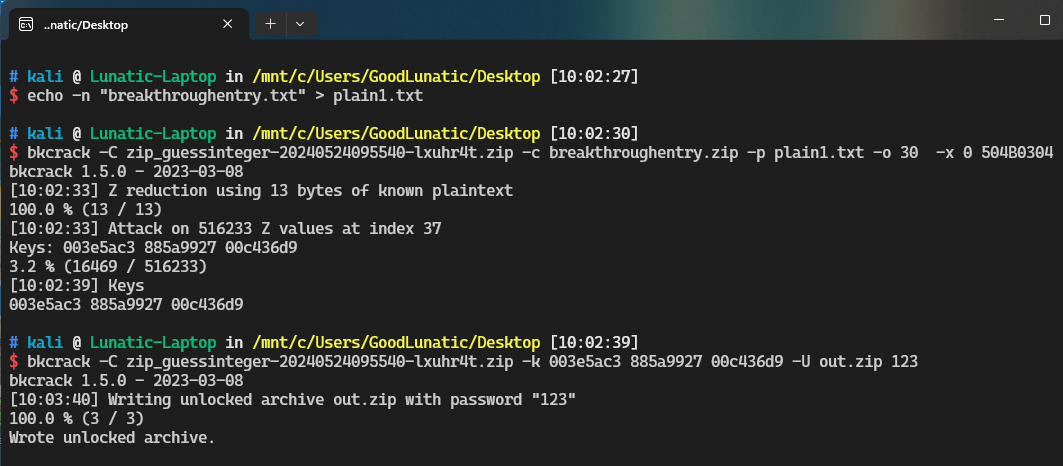 ..natic/Desktop
# kali @ Lunatic-Laptop in /mnt/c/Users/GoodLunatic/Desktop [10:02:27]
$ echo -n "breakthroughentry.txt" > plain1.txt
# kali @ Lunatic-Laptop in /mnt/c/Users/GoodLunatic/Desktop [10:02:30]
$ bkcrack -C zip_guessinteger-20240524095540-lxuhr4t.zip -c breakthroughentry.zip -p plain1.txt -o 30  -x 0 504B0304
bkcrack 1.5.0 - 2023-03-08
[10:02:33] Z reduction using 13 bytes of known plaintext
100.0 % (13 / 13)
[10:02:33] Attack on 516233 Z values at index 37
Keys: 003e5ac3 885a9927 00c436d9
3.2 % (16469 / 516233)
[10:02:39] Keys
003e5ac3 885a9927 00c436d9
# kali @ Lunatic-Laptop in /mnt/c/Users/GoodLunatic/Desktop [10:02:39]
$ bkcrack -C zip_guessinteger-20240524095540-lxuhr4t.zip -k 003e5ac3 885a9927 00c436d9 -U out.zip 123
bkcrack 1.5.0 - 2023-03-08
[10:03:40] Writing unlocked archive out.zip with password "123"
100.0 % (3 / 3)
Wrote unlocked archive.